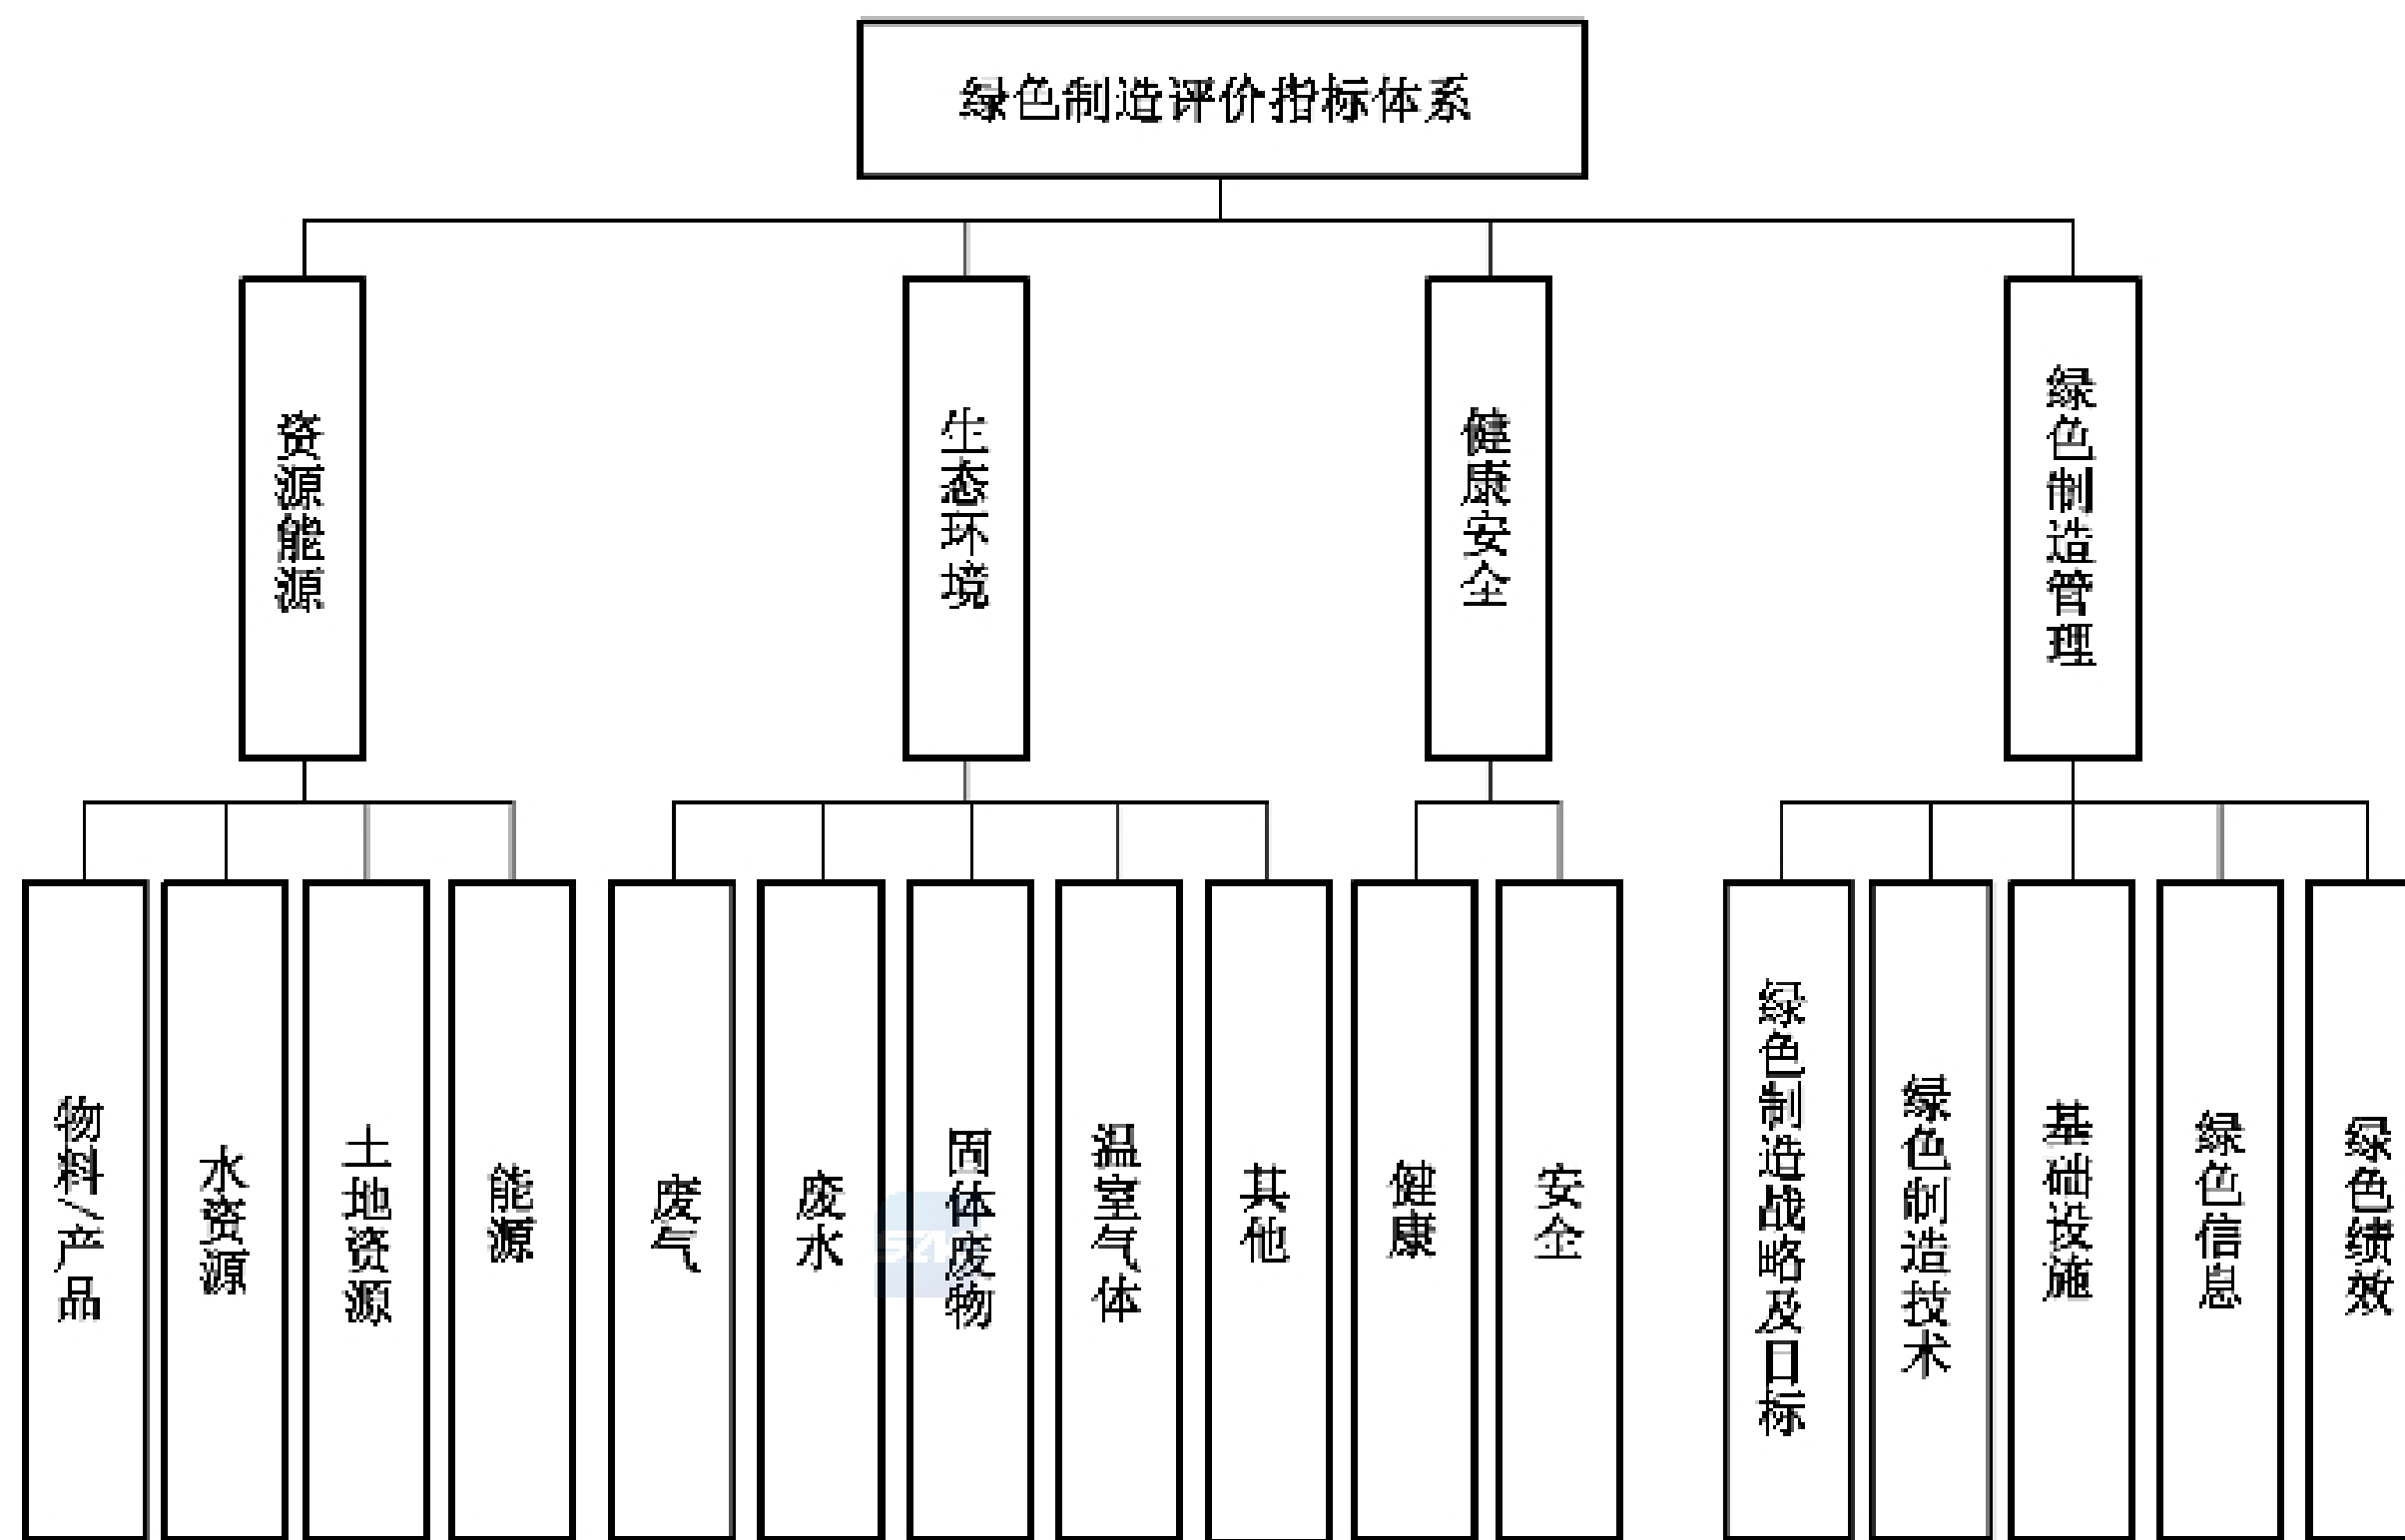 绿色制造评价指标体系
资源能源
生态环境
健康安全
绿色制造管理
物料/产品
水资源
土地资源
能源
废气
废水
固体废物
温室气体
其他
健康
安全
绿色制造战略及目标
绿色制造技术
基础设施
绿色信息
绿色绩效